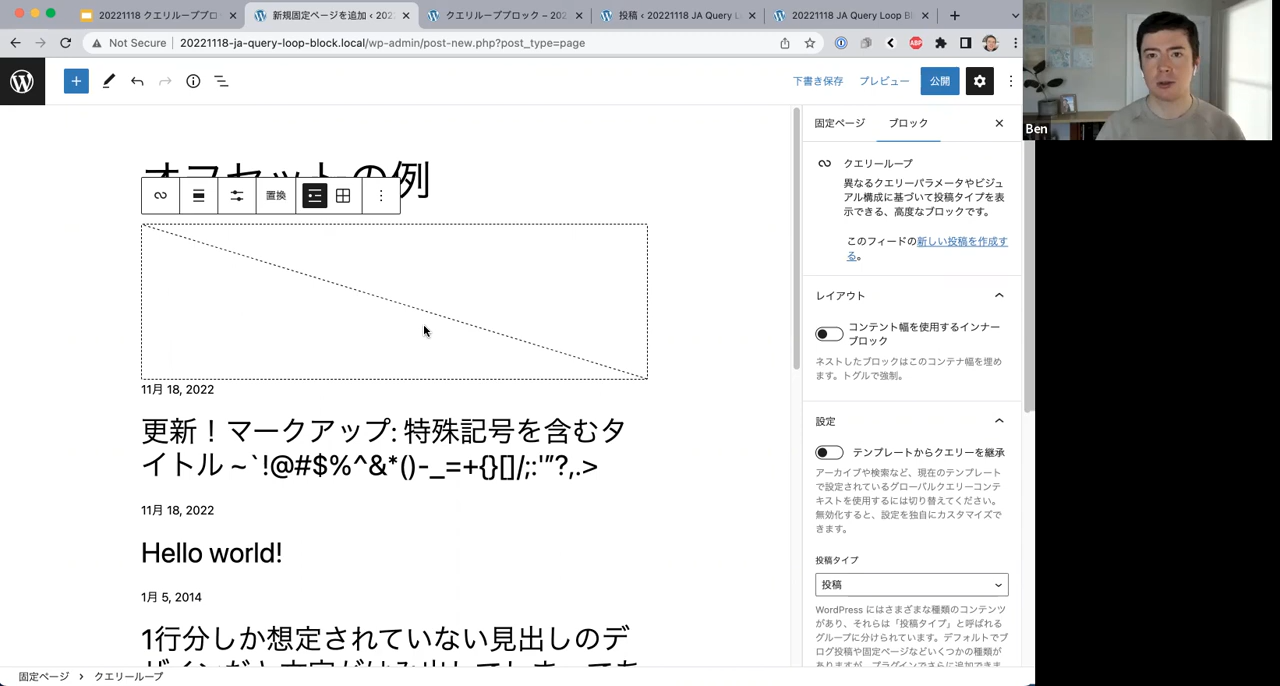 20221118 クエリループブロ
新規固定ページを追加 ‹ 202
クエリループブロック – 202
投稿 ‹ 20221118 JA Query L
20221118 JA Query Loop Bl
Not Secure
20221118-ja-query-loop-block.local/wp-admin/post-new.php?post_type=page
ABP
下書き保存
プレビュー
公開
Ben
オフセットの例
置換
11月 18, 2022
更新！マークアップ: 特殊記号を含むタ
イトル ~`!@#$%^&*()-_=+{}[]/;:'"?,.>
11月 18, 2022
Hello world!
1月 5, 2014
1行分しか想定されていない見出しのデ
固定ページ
ブロック
クエリーループ
異なるクエリーパラメータやビジュ
アル構成に基づいて投稿タイプを表
示できる、高度なブロックです。
このフィードの新しい投稿を作成す
る。
レイアウト
コンテント幅を使用するインナー
ブロック
ネストしたブロックはこのコンテナ幅を埋め
ます。トグルで強制。
設定
テンプレートからクエリーを継承
アーカイブや検索など、現在のテンプレート
で設定されているグローバルクエリーコンテ
キストを使用するには切り替えてください。
無効化すると、設定を独自にカスタマイズで
きます。
投稿タイプ
投稿
WordPress にはさまざまな種類のコンテンツ
があり、それらは「投稿タイプ」と呼ばれる
グループに分けられています。デフォルトでブ
ログ投稿や固定ページなどいくつかの種類が
ありますが、プラグインでさらに追加できま
固定ページ › クエリーループ